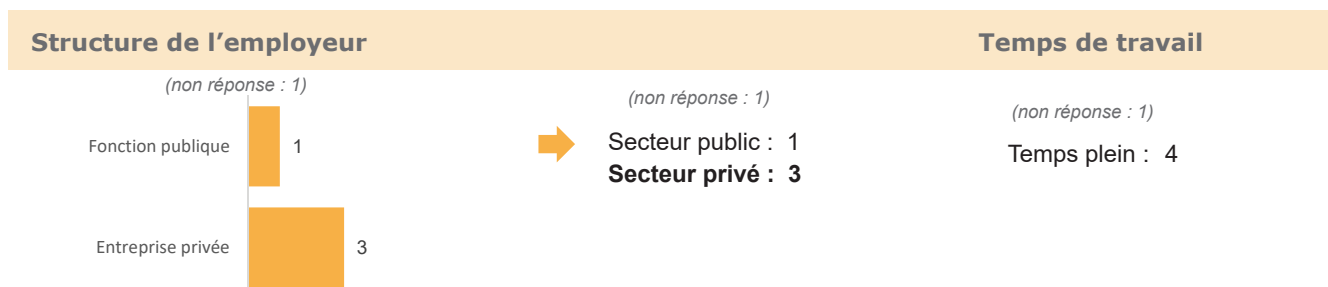 Structure de l’employeur
Temps de travail
(non réponse : 1)
Fonction publique 1
Entreprise privée 3
(non réponse : 1)
Secteur public : 1
Secteur privé : 3
(non réponse : 1)
Temps plein : 4